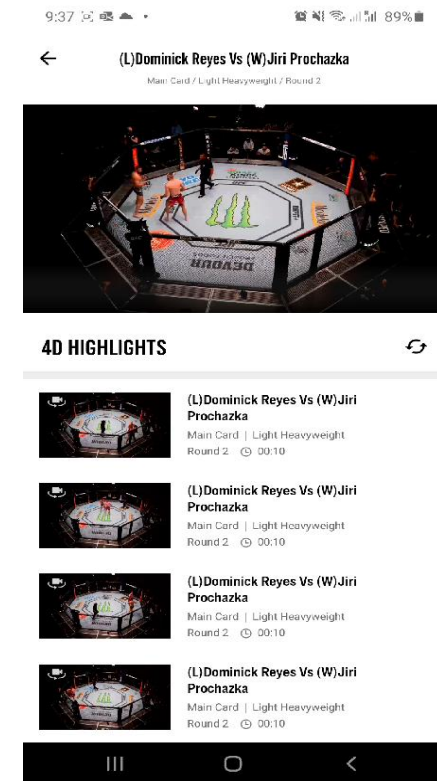 9:37
89%
(L)Dominick Reyes Vs (W)Jiri Prochazka
Main Card / Light Heavyweight / Round 2
DEVOUR
4D HIGHLIGHTS
(L)Dominick Reyes Vs (W)Jiri
Prochazka
Main Card | Light Heavyweight
Round 2 00:10
(L)Dominick Reyes Vs (W)Jiri
Prochazka
Main Card | Light Heavyweight
Round 2 00:10
(L)Dominick Reyes Vs (W)Jiri
Prochazka
Main Card | Light Heavyweight
Round 2 00:10
(L)Dominick Reyes Vs (W)Jiri
Prochazka
Main Card | Light Heavyweight
Round 2 00:10